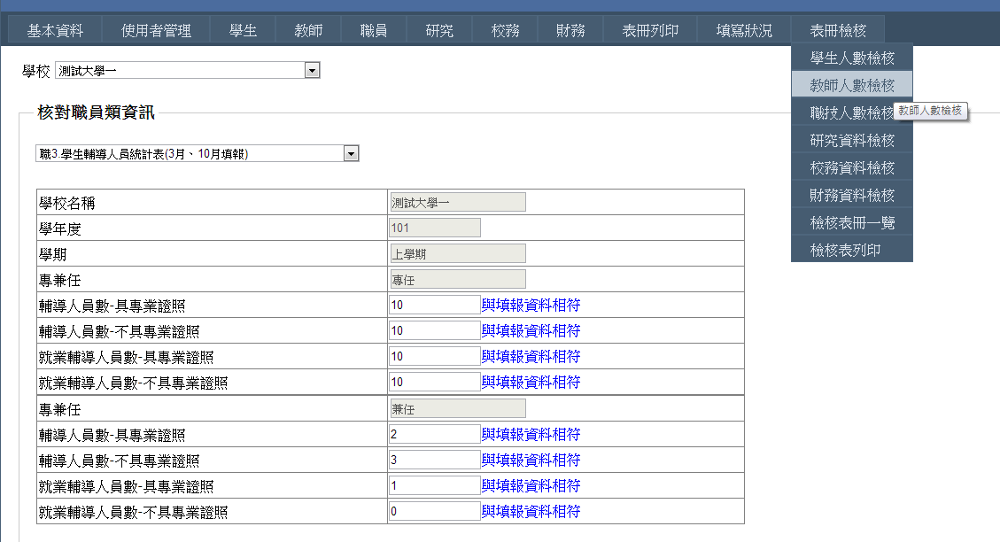 基本資料 使用者管理 學生 教師 職員 研究 校務 財務 表冊列印 填寫狀況 表冊檢核
學生人數檢核
教師人數檢核
職技人數檢核
教師人數檢核
研究資料檢核
校務資料檢核
財務資料檢核
檢核表冊一覽
檢核表列印
學校 測試大學一
核對職員類資訊
職3.學生輔導人員統計表(3月、10月填報)
學校名稱 測試大學一
學年度 101
學期 上學期
專兼任 專任
輔導人員數-具專業證照 10 與填報資料相符
輔導人員數-不具專業證照 10 與填報資料相符
就業輔導人員數-具專業證照 10 與填報資料相符
就業輔導人員數-不具專業證照 10 與填報資料相符
專兼任 兼任
輔導人員數-具專業證照 2 與填報資料相符
輔導人員數-不具專業證照 3 與填報資料相符
就業輔導人員數-具專業證照 1 與填報資料相符
就業輔導人員數-不具專業證照 0 與填報資料相符